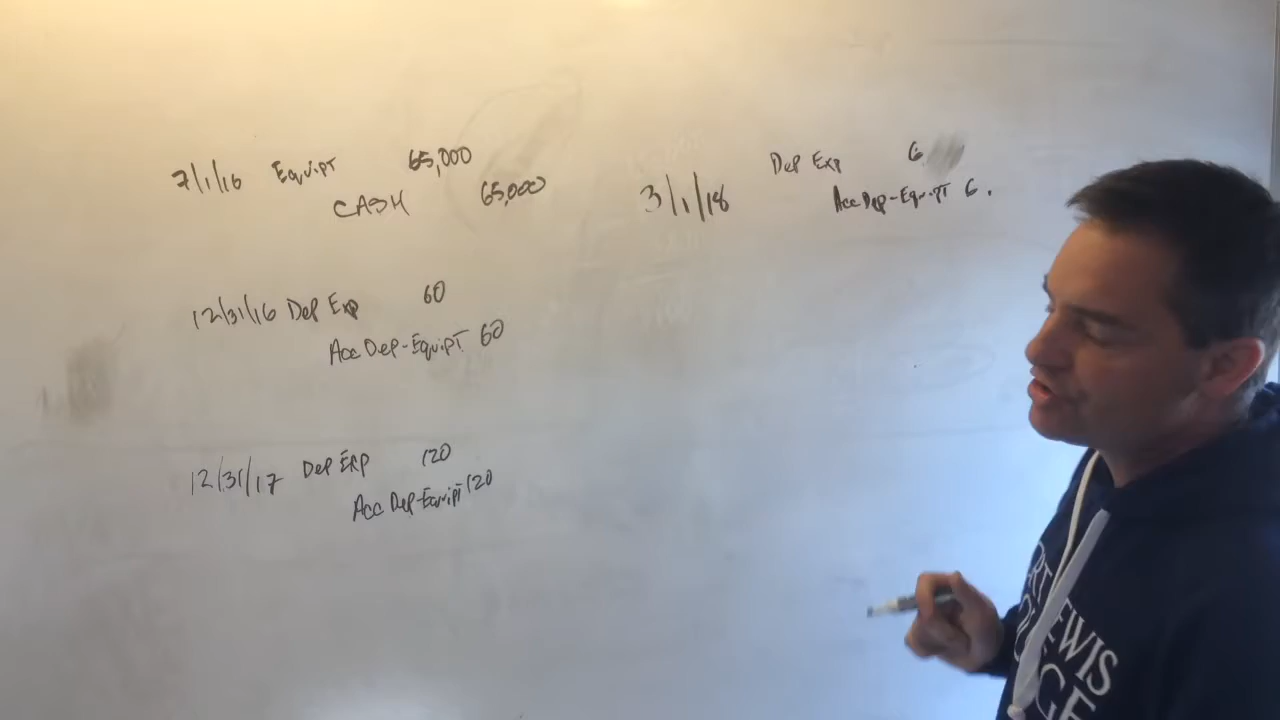 7/1/16 Equipt 65,000
CASH 65,000
12/31/16 Dep Exp 60
Acc Dep-Equipt 60
12/31/17 Dep Exp 120
Acc Dep-Equipt 120
Dep Exp 6
3/1/18 Acc Dep-Equipt 6.
EWIS